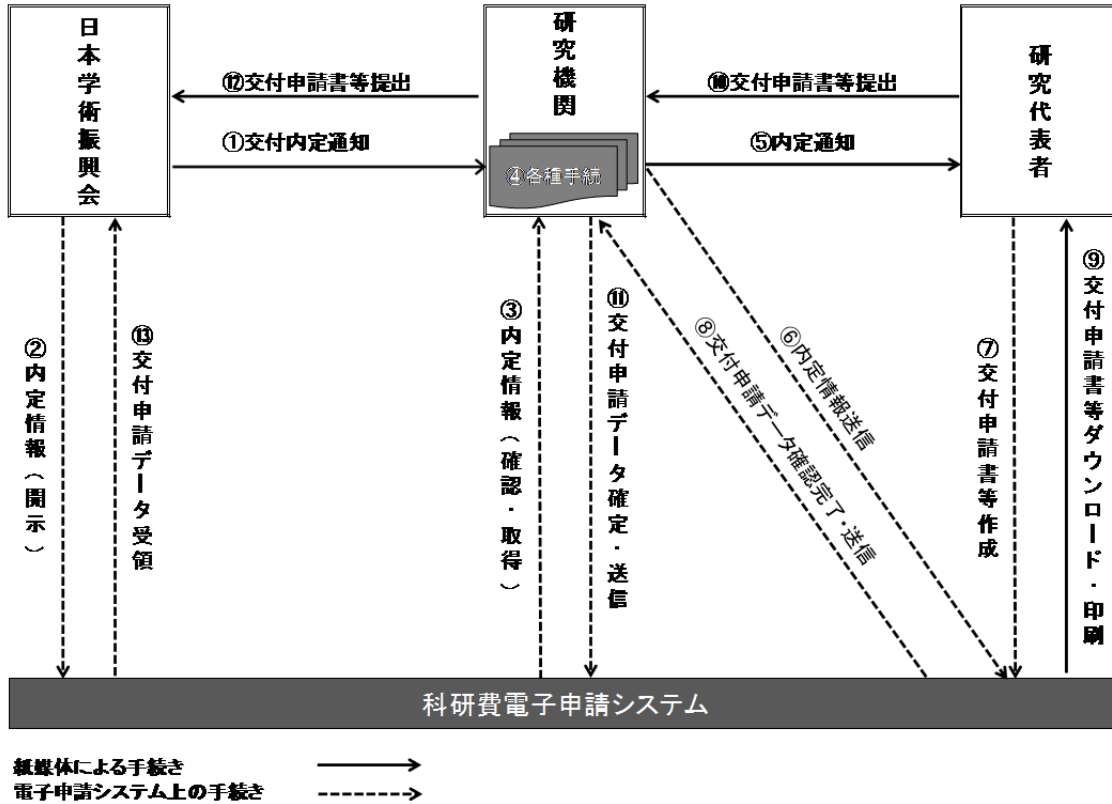 日本学術振興会
研究機関
研究代表者
⑫交付申請書等提出
⑩交付申請書等提出
①交付内定通知
⑤内定通知
④各種手続
②内定情報（開示）
⑬交付申請データ受領
③内定情報（確認・取得）
⑪交付申請データ確定・送信
⑧交付申請データ確認完了・送信
⑥内定情報送信
⑦交付申請書等作成
⑨交付申請書等ダウンロード・印刷
科研費電子申請システム
紙媒体による手続き
電子申請システム上の手続き